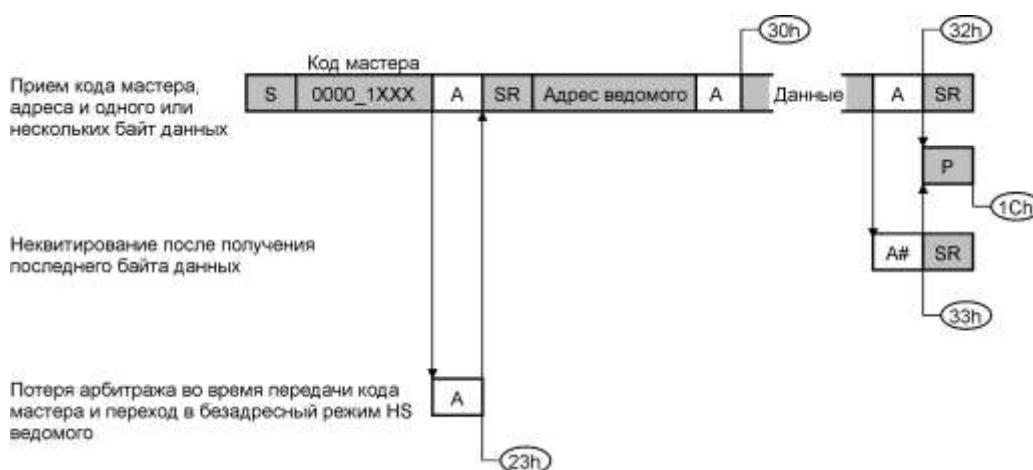 30h
32h
Код мастера
Прием кода мастера,
адреса и одного или
нескольких байт данных
S 0000_1XXX A SR Адрес ведомого A Данные A SR
P
1Ch
Неквитирование после получения
последнего байта данных
A# SR
33h
Потеря арбитража во время передачи кода
мастера и переход в безадресный режим HS
ведомого
A
23h